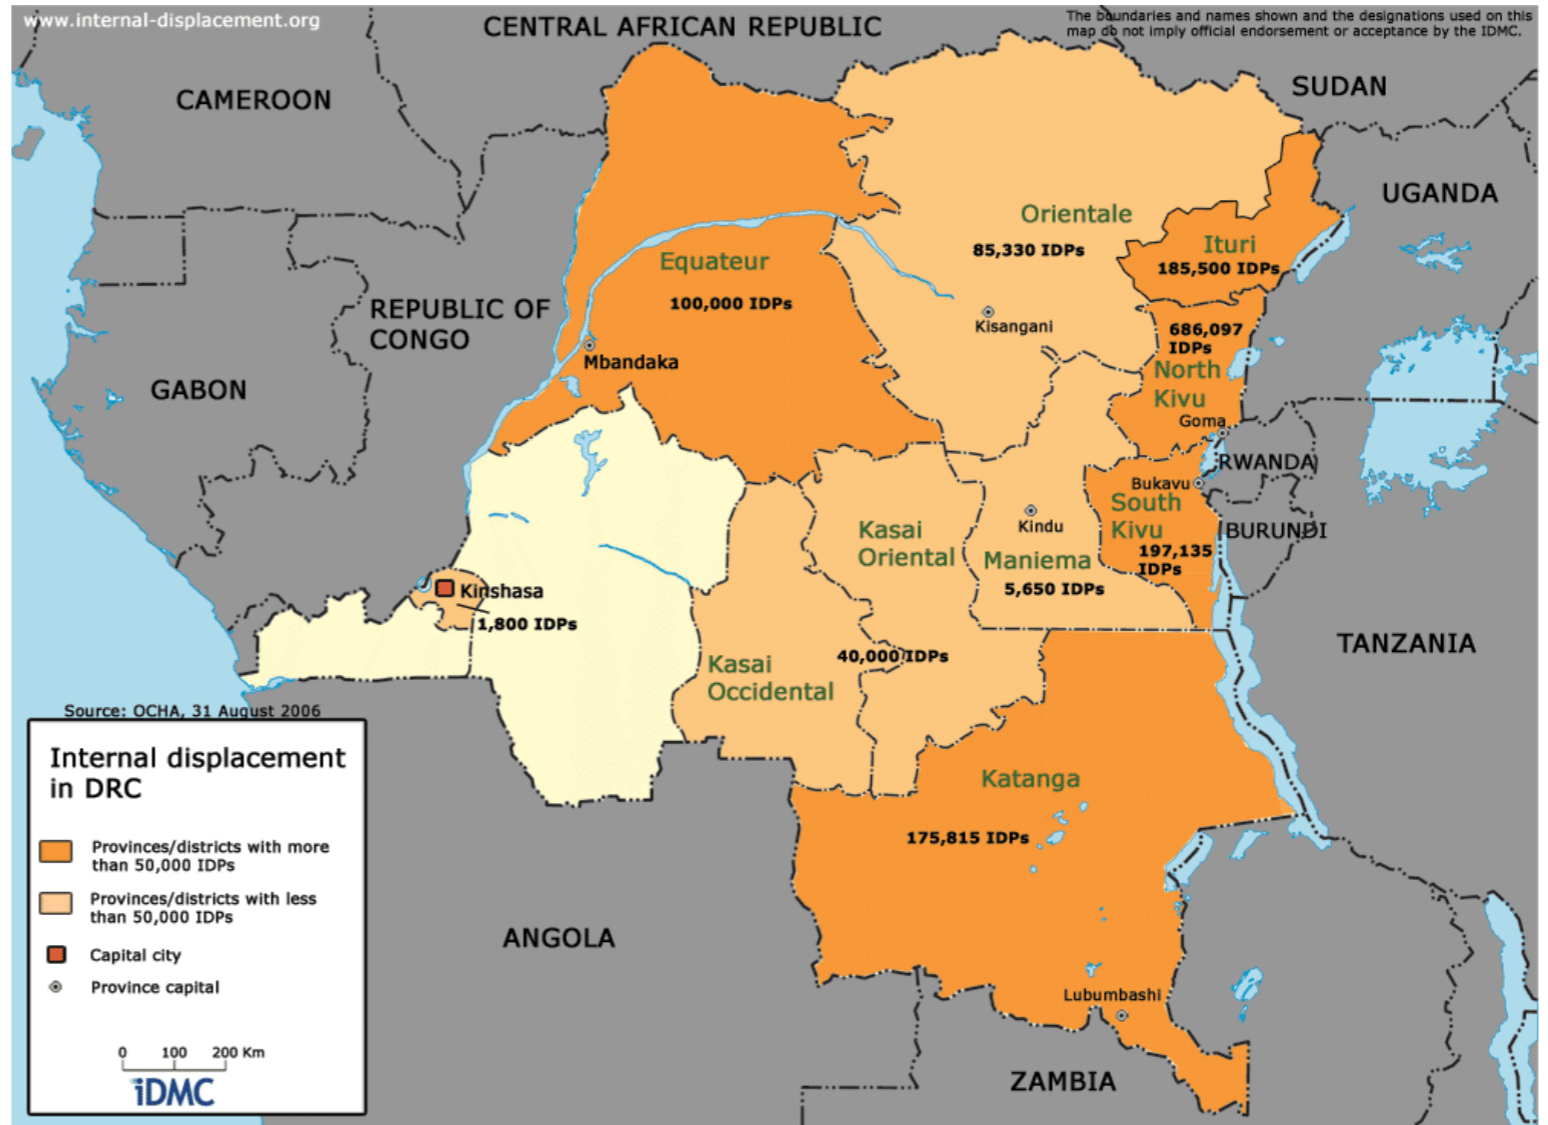 www.internal-displacement.org
CENTRAL AFRICAN REPUBLIC
The boundaries and names shown and the designations used on this
map do not imply official endorsement or acceptance by the IDMC.
CAMEROON
SUDAN
UGANDA
Orientale
85,330 IDPs
Ituri
185,500 IDPs
Equateur
100,000 IDPs
REPUBLIC OF
CONGO
Kisangani
686,097
IDPs
North
Kivu
Mbandaka
GABON
Goma
RWANDA
Bukavu
South
Kivu
197,135
IDPs
BURUNDI
Kindu
Maniema
5,650 IDPs
Kasai
Oriental
Kinshasa
1,800 IDPs
40,000 IDPs
Kasai
Occidental
TANZANIA
Katanga
175,815 IDPs
ANGOLA
Lubumbashi
ZAMBIA
Source: OCHA, 31 August 2006
Internal displacement
in DRC
Provinces/districts with more
than 50,000 IDPs
Provinces/districts with less
than 50,000 IDPs
Capital city
Province capital
0 100 200 Km
iDMC